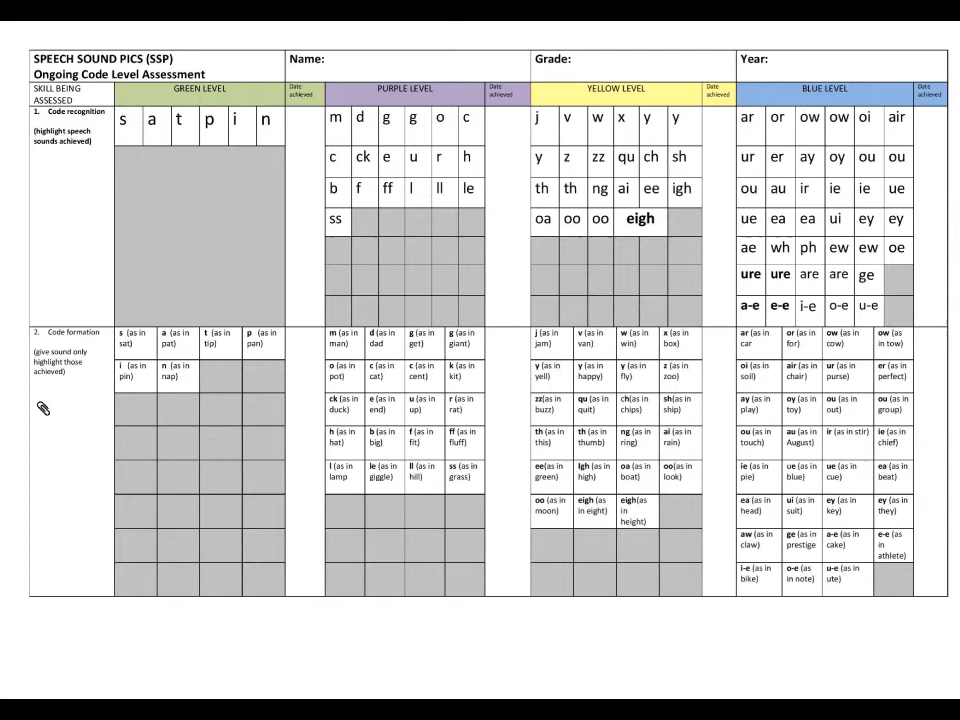 SPEECH SOUND PICS (SSP)
Ongoing Code Level Assessment
Name:
Grade:
Year:
SKILL BEING ASSESSED
GREEN LEVEL
Date achieved
PURPLE LEVEL
Date achieved
YELLOW LEVEL
Date achieved
BLUE LEVEL
Date achieved
1. Code recognition
(highlight speech sounds achieved)
s a t p i n
m d g g o c
c ck e u r h
b f ff l ll le
ss
j v w x y y
y z zz qu ch sh
th th ng ai ee igh
oa oo oo eigh
ar or ow ow oi air
ur er ay oy ou ou
ou au ir ie ie ue
ue ea ea ui ey ey
ae wh ph ew ew oe
ure ure are are ge
a-e e-e i-e o-e u-e
2. Code formation
(give sound only highlight those achieved)
s (as in sat) a (as in pat) t (as in tip) p (as in pan)
i (as in pin) n (as in nap)
m (as in man) d (as in dad g (as in get) g (as in giant)
o (as in pot) c (as in cat) c (as in cent) k (as in kit)
ck (as in duck) e (as in end) u (as in up) r (as in rat)
h (as in hat) b (as in big) f (as in fit) ff (as in fluff)
l (as in lamp le (as in giggle) ll (as in hill) ss (as in grass)
j (as in jam) v (as in van) w (as in win) x (as in box)
y (as in yell) y (as in happy) y (as in fly) z (as in zoo)
zz(as in buzz) qu (as in quit) ch(as in chips) sh(as in ship)
th (as in this) th (as in thumb) ng (as in ring) ai (as in rain)
ee(as in green) Igh (as in high) oa (as in boat) oo(as in look)
oo (as in moon) eigh (as in eight) eigh(as in height)
ar (as in car or (as in for) ow (as in cow) ow (as in tow)
oi (as in soil) air (as in chair) ur (as in purse) er (as in perfect)
ay (as in play) oy (as in toy) ou (as in out) ou (as in group)
ou (as in touch) au (as in August) ir (as in stir) ie (as in chief)
ie (as in pie) ue (as in blue) ue (as in cue) ea (as in beat)
ea (as in head) ui (as in suit) ey (as in key) ey (as in they)
aw (as in claw) ge (as in prestige a-e (as in cake) e-e (as in athlete)
i-e (as in bike) o-e (as in note) u-e (as in ute)